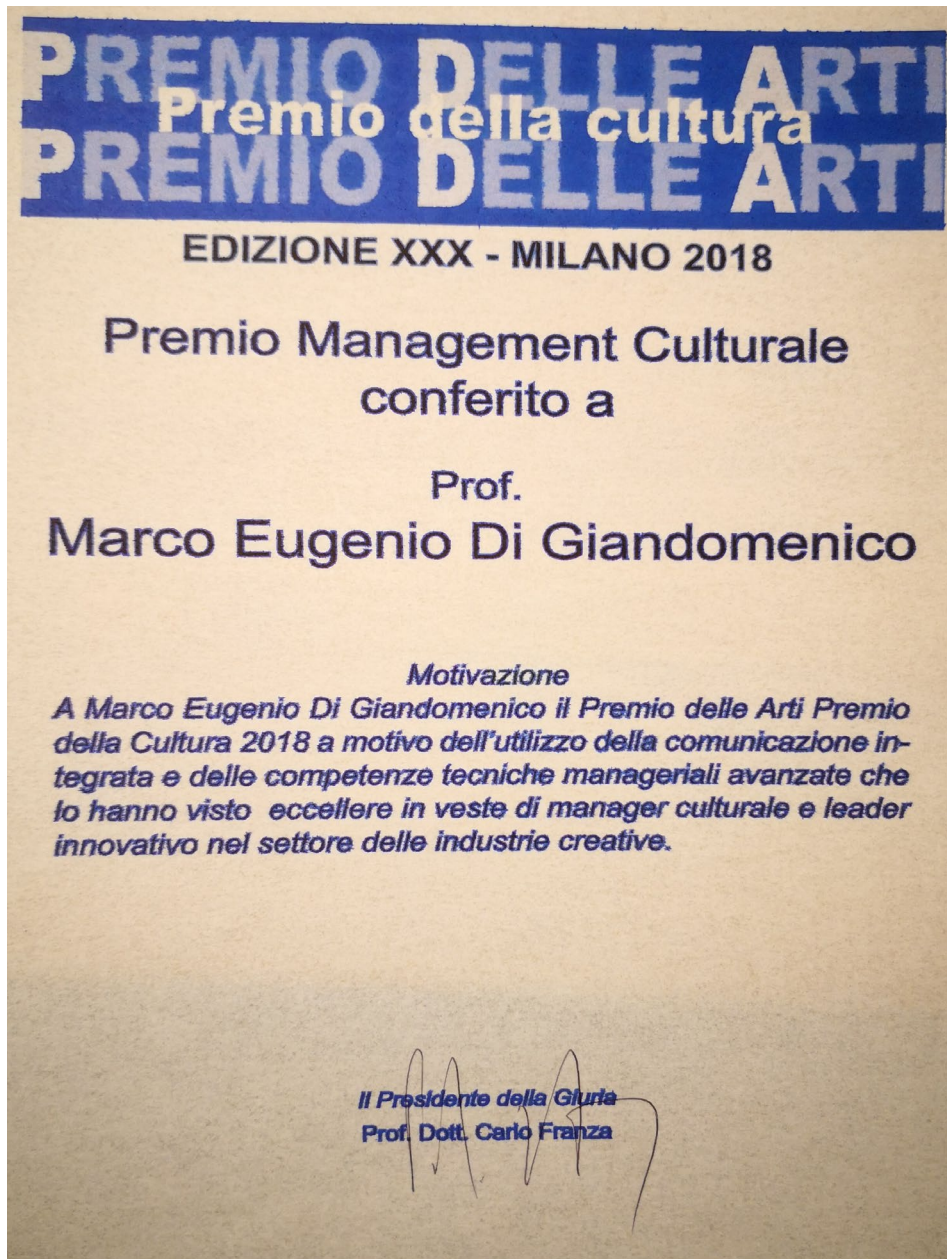 PREMIO DELLE ARTI
Premio della cultura
PREMIO DELLE ARTI
EDIZIONE XXX - MILANO 2018
Premio Management Culturale
conferito a
Prof.
Marco Eugenio Di Giandomenico
Motivazione
A Marco Eugenio Di Giandomenico il Premio delle Arti Premio
della Cultura 2018 a motivo dell'utilizzo della comunicazione in-
tegrata e delle competenze tecniche manageriali avanzate che
lo hanno visto eccellere in veste di manager culturale e leader
innovativo nel settore delle industrie creative.
Il Presidente della Giuria
Prof. Dott. Carlo Franza